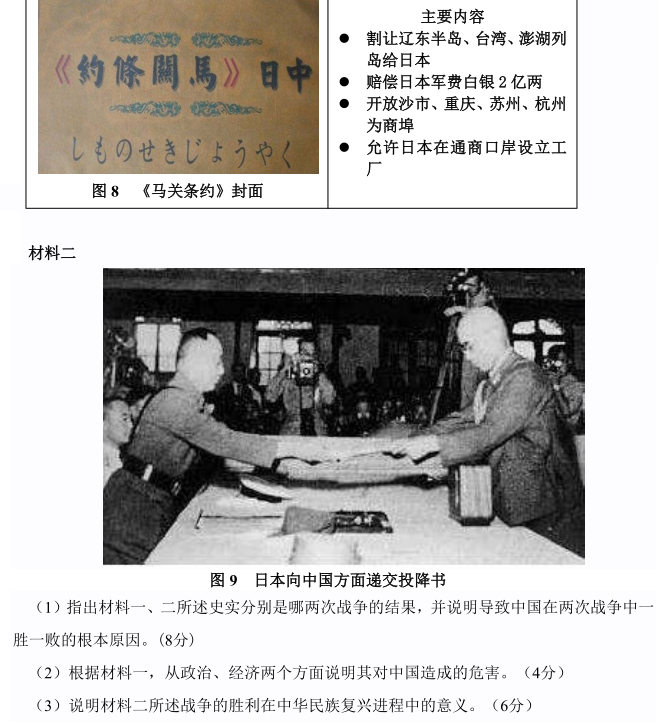 《約條關馬》日中
しものせきじょうやく
图 8 《马关条约》封面
主要内容
● 割让辽东半岛、台湾、澎湖列
岛给日本
● 赔偿日本军费白银 2 亿两
● 开放沙市、重庆、苏州、杭州
为商埠
● 允许日本在通商口岸设立工
厂
材料二
图 9 日本向中国方面递交投降书
（1）指出材料一、二所述史实分别是哪两次战争的结果，并说明导致中国在两次战争中一
胜一败的根本原因。(8分)
（2）根据材料一，从政治、经济两个方面说明其对中国造成的危害。（4分）
（3）说明材料二所述战争的胜利在中华民族复兴进程中的意义。（6分）